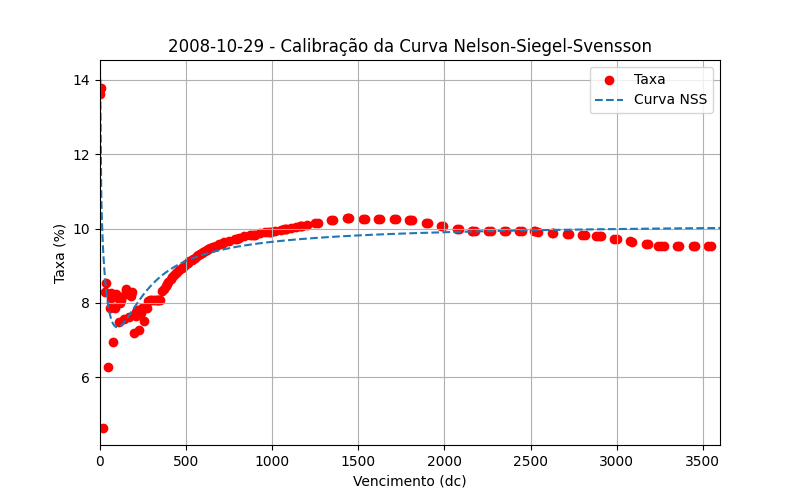 2008-10-29 - Calibração da Curva Nelson-Siegel-Svensson
Taxa
Curva NSS
Taxa (%)
14
12
10
8
6
0 500 1000 1500 2000 2500 3000 3500
Vencimento (dc)